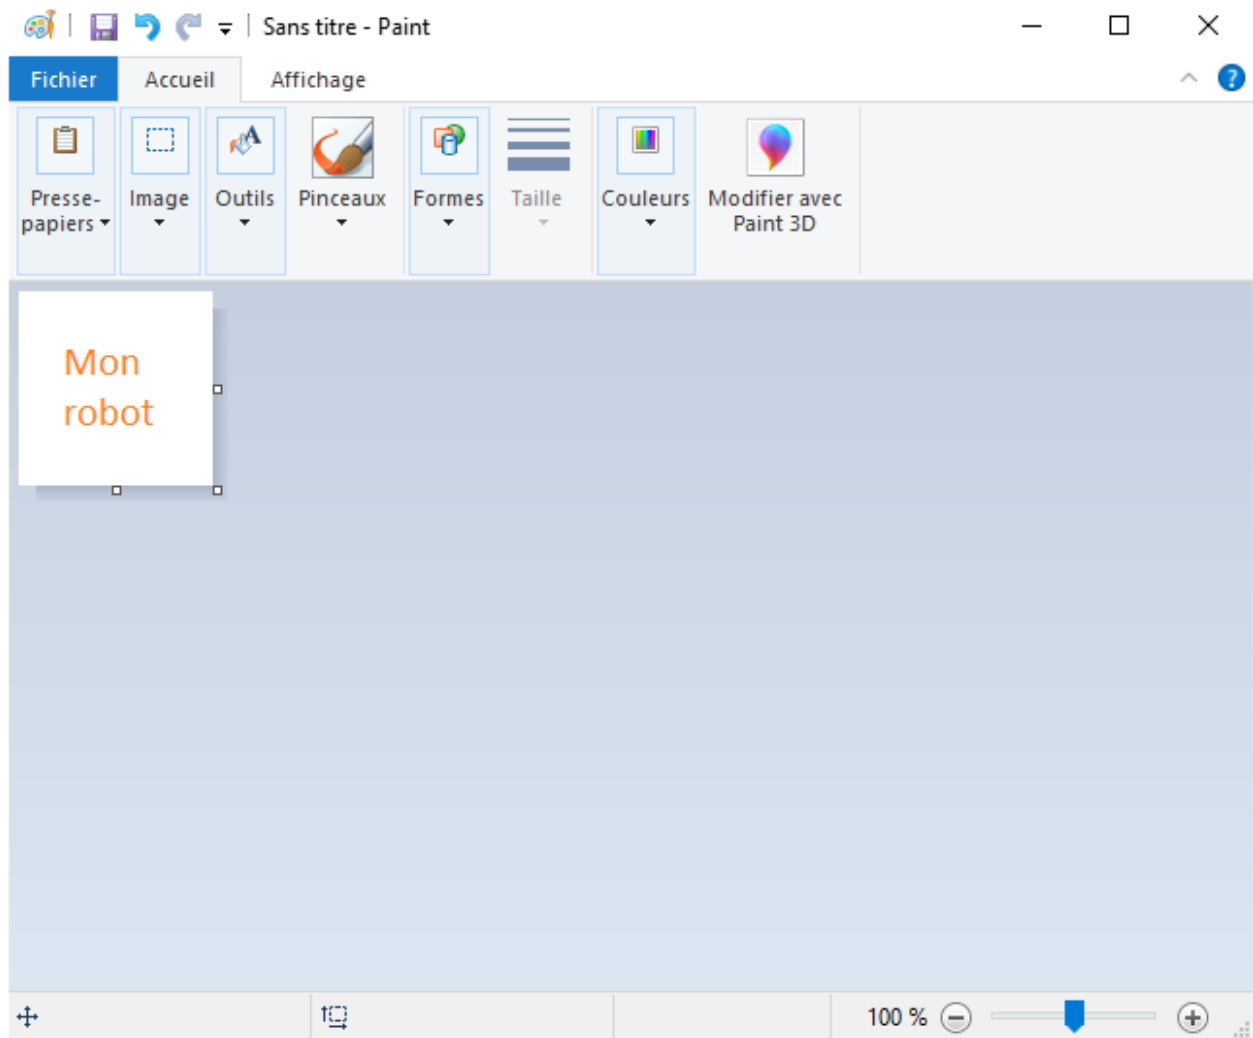 Sans titre - Paint
Fichier Accueil Affichage
?
Presse-
papiers
Image
Outils
Pinceaux
Formes
Taille
Couleurs
Modifier avec
Paint 3D
Mon
robot
100 %